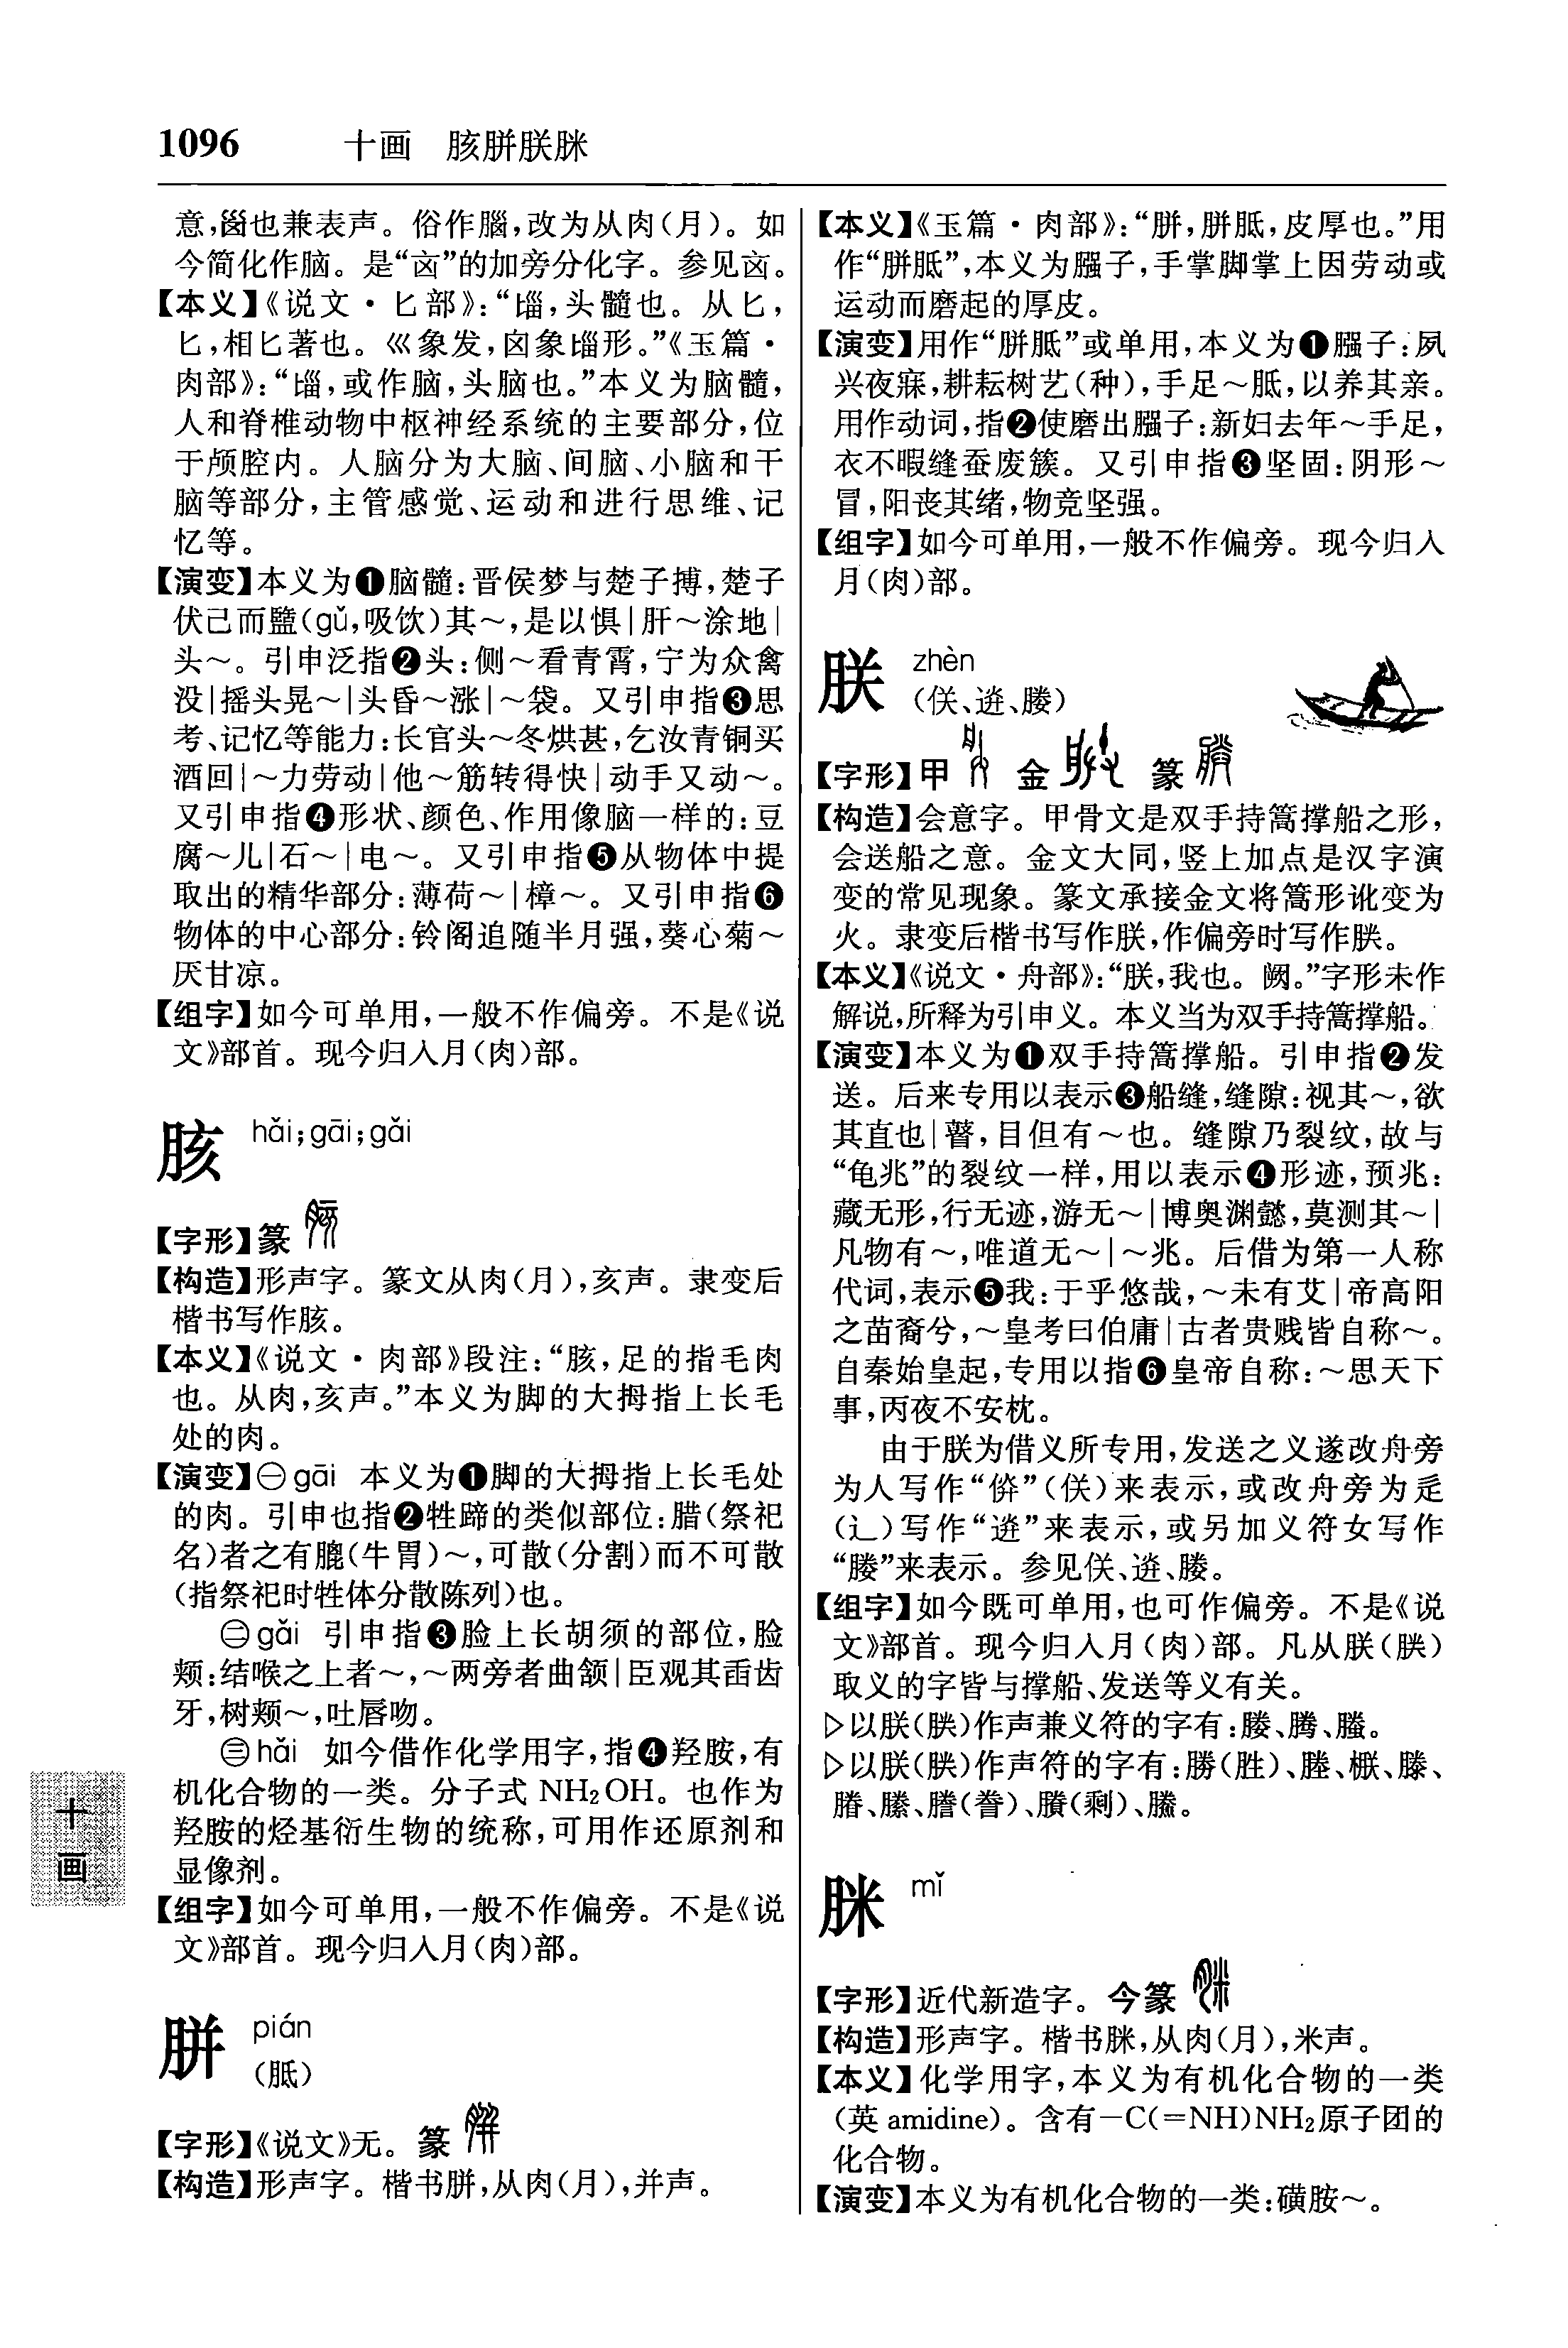 1096 十画 胲胼朕脒
意,甾也兼表声。俗作腦,改为从肉(月)。如
今简化作脑。是“囟”的加旁分化字。参见囟。
【本义】《说文·匕部》:“𡿺,头髓也。从匕,
匕,相匕著也。巛象发,囟象𡿺形。”《玉篇·
肉部》:“𡿺,或作脑,头脑也。”本义为脑髓,
人和脊椎动物中枢神经系统的主要部分,位
于颅腔内。人脑分为大脑、间脑、小脑和干
脑等部分,主管感觉、运动和进行思维、记
忆等。
【演变】本义为❶脑髓:晋侯梦与楚子搏,楚子
伏己而盬(gǔ,吸饮)其～,是以惧|肝～涂地|
头～。引申泛指❷头:侧～看青霄,宁为众禽
没|摇头晃～|头昏～涨|～袋。又引申指❸思
考、记忆等能力:长官头～冬烘甚,乞汝青铜买
酒回|～力劳动|他～筋转得快|动手又动～。
又引申指❹形状、颜色、作用像脑一样的:豆
腐～儿|石～|电～。又引申指❺从物体中提
取出的精华部分:薄荷～|樟～。又引申指❻
物体的中心部分:铃阁追随半月强,葵心菊～
厌甘凉。
【组字】如今可单用,一般不作偏旁。不是《说
文》部首。现今归入月(肉)部。
胲 hǎi;gāi;gǎi
【字形】篆
【构造】形声字。篆文从肉(月),亥声。隶变后
楷书写作胲。
【本义】《说文·肉部》段注:“胲,足的指毛肉
也。从肉,亥声。”本义为脚的大拇指上长毛
处的肉。
【演变】㊀gāi 本义为❶脚的大拇指上长毛处
的肉。引申也指❷牲蹄的类似部位:腊(祭祀
名)者之有膍(牛胃)～,可散(分割)而不可散
(指祭祀时牲体分散陈列)也。
㊁gǎi 引申指❸脸上长胡须的部位,脸
颊:结喉之上者～,～两旁者曲颔|臣观其臿齿
牙,树颊～,吐唇吻。
㊂hǎi 如今借作化学用字,指❹羟胺,有
机化合物的一类。分子式 NH₂OH。也作为
羟胺的烃基衍生物的统称,可用作还原剂和
显像剂。
【组字】如今可单用,一般不作偏旁。不是《说
文》部首。现今归入月(肉)部。
胼 pián
(胝)
【字形】《说文》无。篆
【构造】形声字。楷书胼,从肉(月),并声。
【本义】《玉篇·肉部》:“胼,胼胝,皮厚也。”用
作“胼胝”,本义为膙子,手掌脚掌上因劳动或
运动而磨起的厚皮。
【演变】用作“胼胝”或单用,本义为❶膙子:夙
兴夜寐,耕耘树艺(种),手足～胝,以养其亲。
用作动词,指❷使磨出膙子:新妇去年～手足,
衣不暇缝蚕废簇。又引申指❸坚固:阴形～
冒,阳丧其绪,物竞坚强。
【组字】如今可单用,一般不作偏旁。现今归入
月(肉)部。
朕 zhèn
(倴、迸、媵)
【字形】甲 金 篆
【构造】会意字。甲骨文是双手持篙撑船之形,
会送船之意。金文大同,竖上加点是汉字演
变的常见现象。篆文承接金文将篙形讹变为
火。隶变后楷书写作朕,作偏旁时写作䑞。
【本义】《说文·舟部》:“朕,我也。阙。”字形未作
解说,所释为引申义。本义当为双手持篙撑船。
【演变】本义为❶双手持篙撑船。引申指❷发
送。后来专用以表示❸船缝,缝隙:视其～,欲
其直也|瞽,目但有～也。缝隙乃裂纹,故与
“龟兆”的裂纹一样,用以表示❹形迹,预兆:
藏无形,行无迹,游无～|博奥渊懿,莫测其～|
凡物有～,唯道无～|～兆。后借为第一人称
代词,表示❺我:于乎悠哉,～未有艾|帝高阳
之苗裔兮,～皇考曰伯庸|古者贵贱皆自称～。
自秦始皇起,专用以指❻皇帝自称:～思天下
事,丙夜不安枕。
由于朕为借义所专用,发送之义遂改舟旁
为人写作“㑞”(佚)来表示,或改舟旁为辵
(辶)写作“送”来表示,或另加义符女写作
“媵”来表示。参见佚、送、媵。
【组字】如今既可单用,也可作偏旁。不是《说
文》部首。现今归入月(肉)部。凡从朕(䑞)
取义的字皆与撑船、发送等义有关。
▷以朕(䑞)作声兼义符的字有:媵、腾、螣。
▷以朕(䑞)作声符的字有:勝(胜)、塍、栚、滕、
謄、縢、謄(誊)、賸(剩)、黱。
脒 mǐ
【字形】近代新造字。今篆
【构造】形声字。楷书脒,从肉(月),米声。
【本义】化学用字,本义为有机化合物的一类
(英 amidine)。含有—C(=NH)NH₂原子团的
化合物。
【演变】本义为有机化合物的一类:磺胺～。
十
画